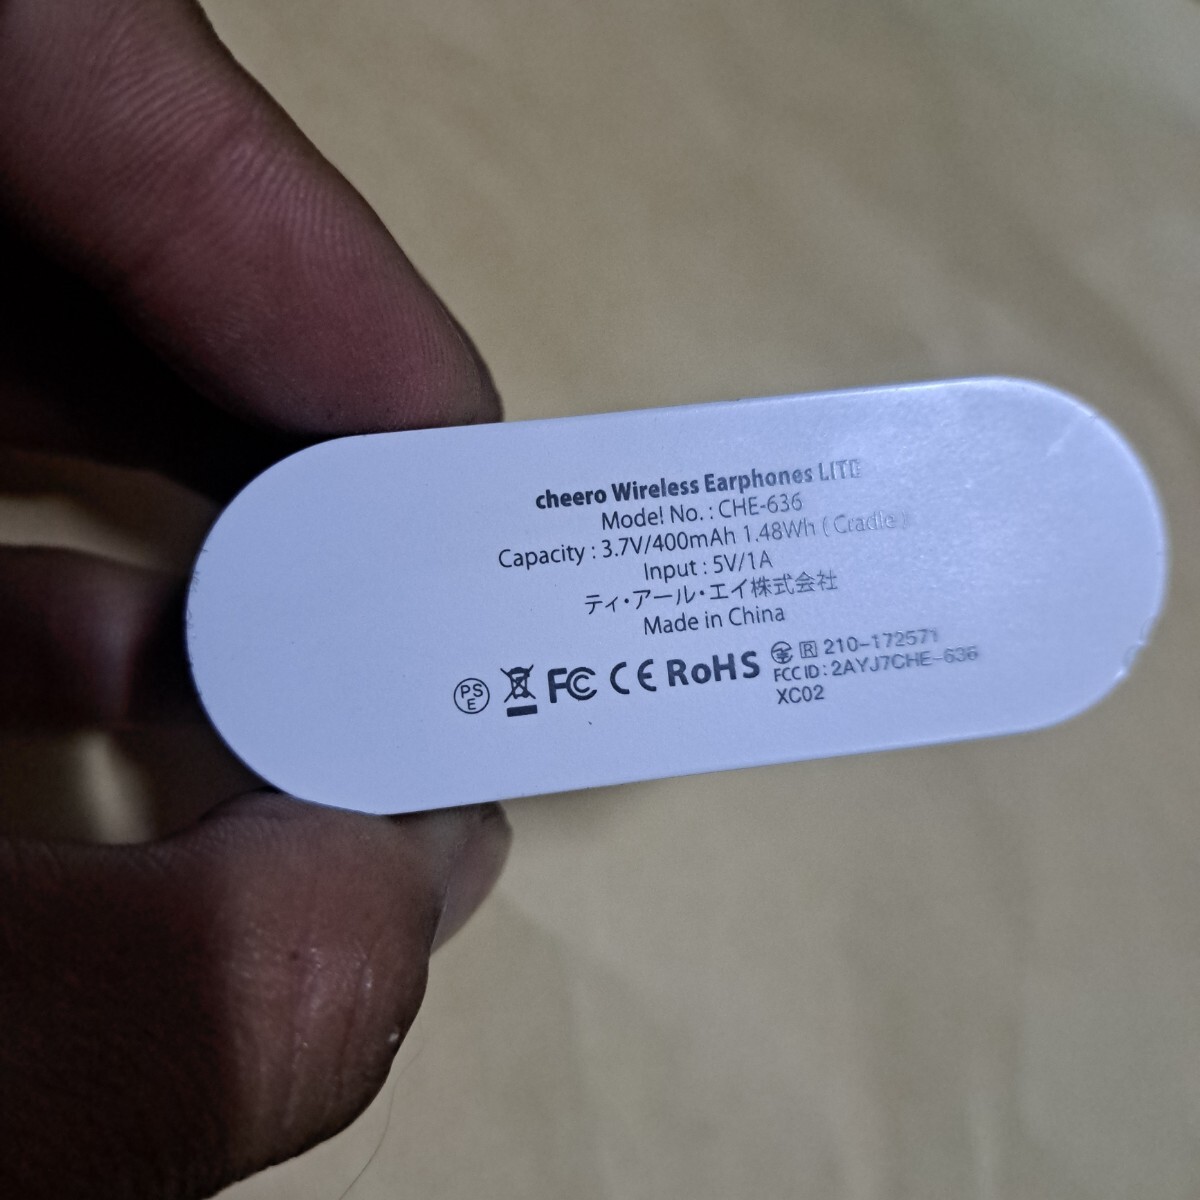 cheero Wireless Earphones LITE
Model No. : CHE-636
Capacity : 3.7V/400mAh 1.48Wh ( Cradle )
Input : 5V/1A
ティ・アール・エイ株式会社
Made in China
PSE FC CE RoHS
R 210-172571
FCC ID : 2AYJ7CHE-636
XC02